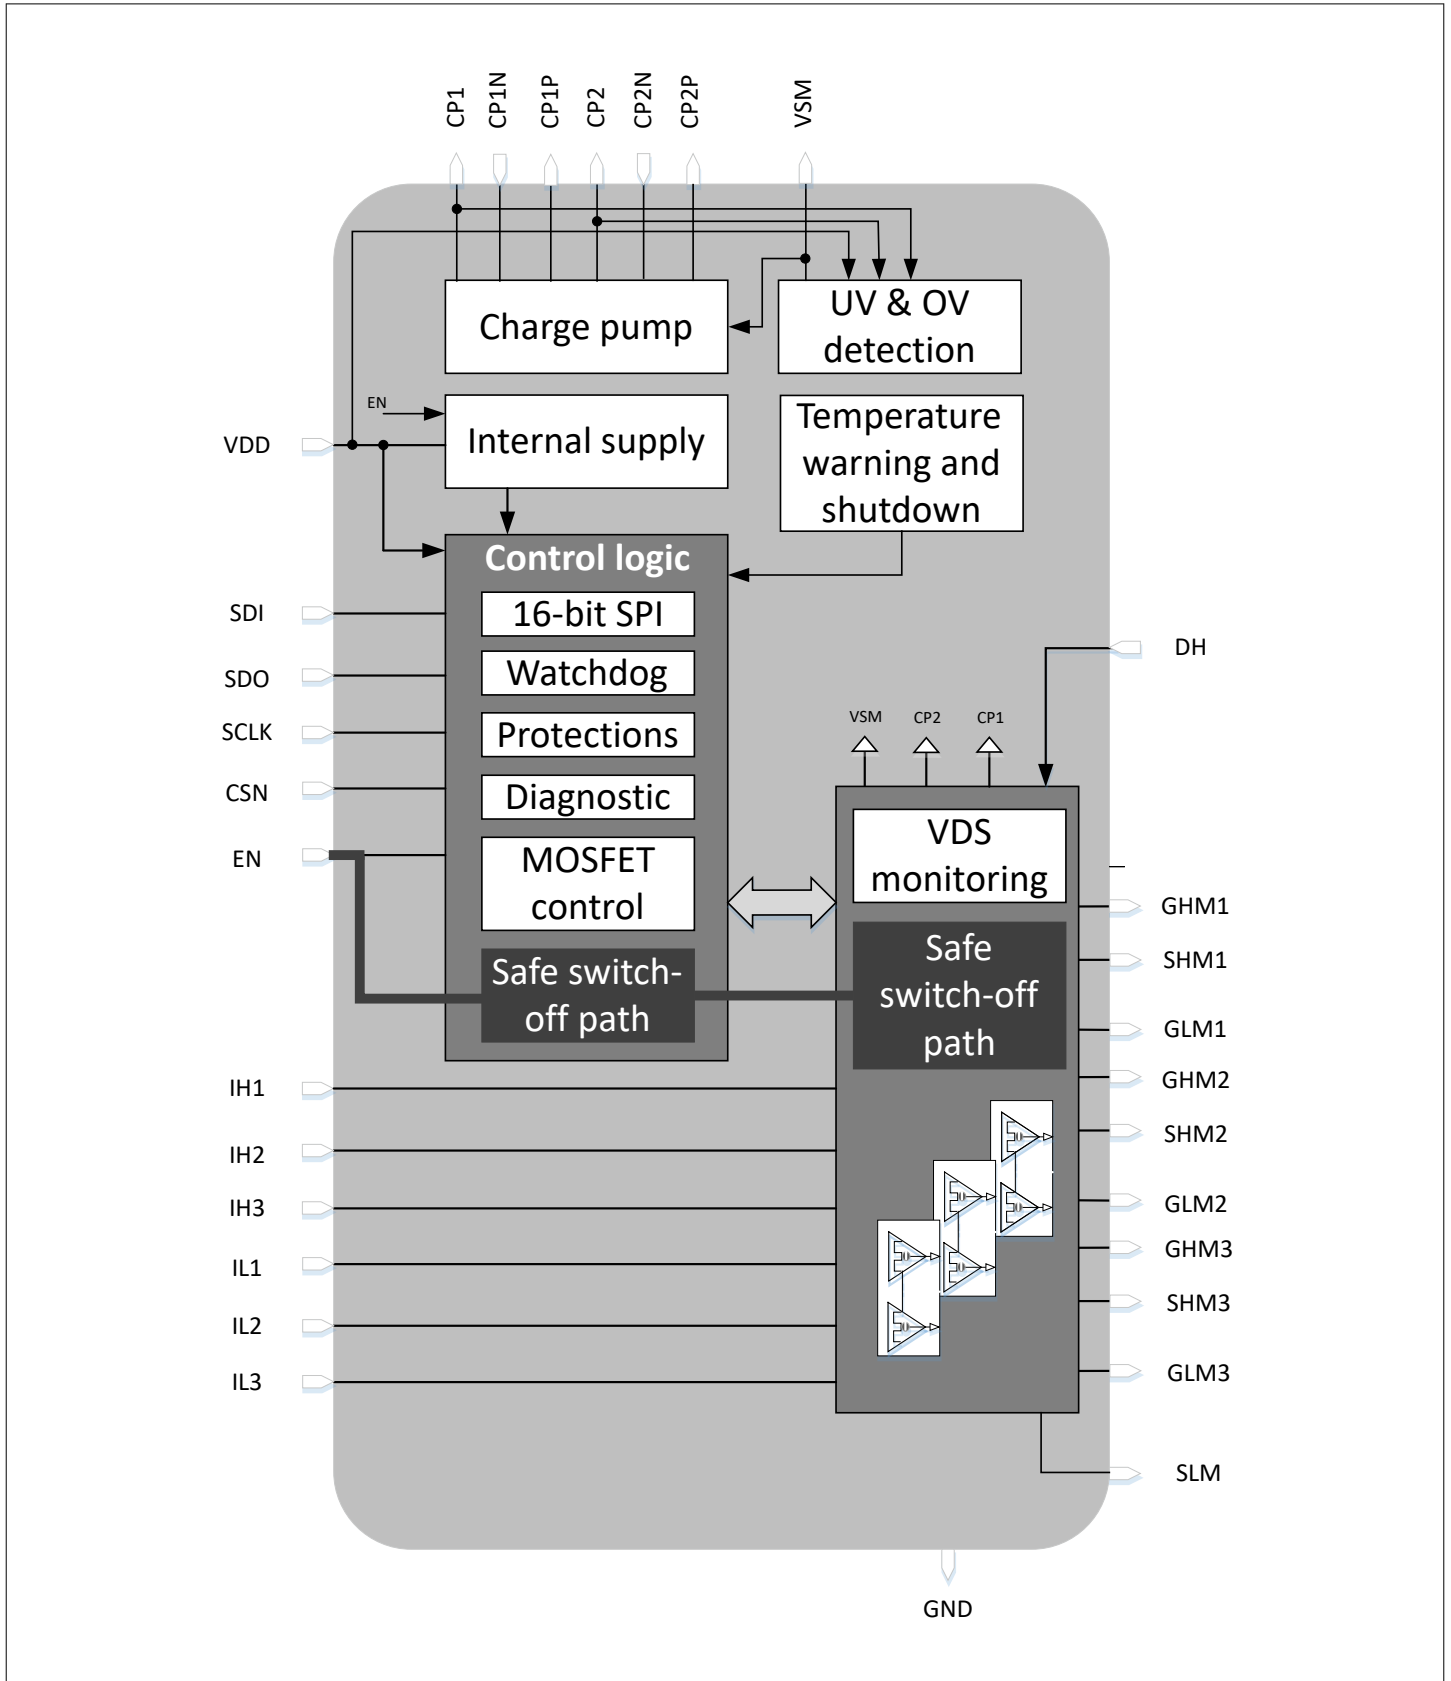 CP1
CP1N
CP1P
CP2
CP2N
CP2P
VSM
Charge pump
UV & OV
detection
EN
VDD
Internal supply
Temperature
warning and
shutdown
Control logic
16-bit SPI
Watchdog
Protections
Diagnostic
MOSFET
control
Safe switch-
off path
SDI
SDO
SCLK
CSN
EN
IH1
IH2
IH3
IL1
IL2
IL3
DH
VSM
CP2
CP1
VDS
monitoring
Safe
switch-off
path
GHM1
SHM1
GLM1
GHM2
SHM2
GLM2
GHM3
SHM3
GLM3
SLM
GND